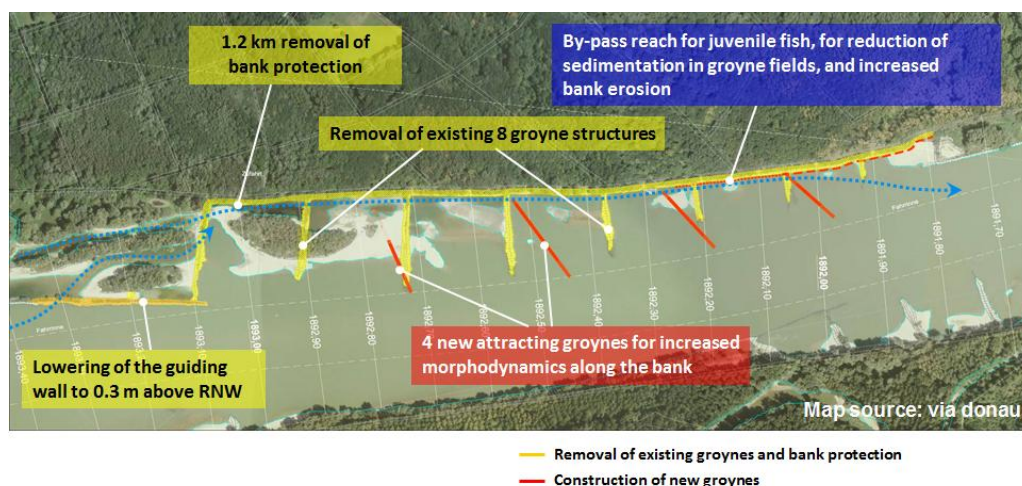 1.2 km removal of
bank protection
By-pass reach for juvenile fish, for reduction of
sedimentation in groyne fields, and increased
bank erosion
Removal of existing 8 groyne structures
Lowering of the guiding
wall to 0.3 m above RNW
4 new attracting groynes for increased
morphodynamics along the bank
1893,10
1893,00
1892,90
1892,80
1892,40
1892,30
1892,20
1892,10
1892,00
1891,90
1891,80
1891,70
Map source: via donau
Removal of existing groynes and bank protection
Construction of new groynes